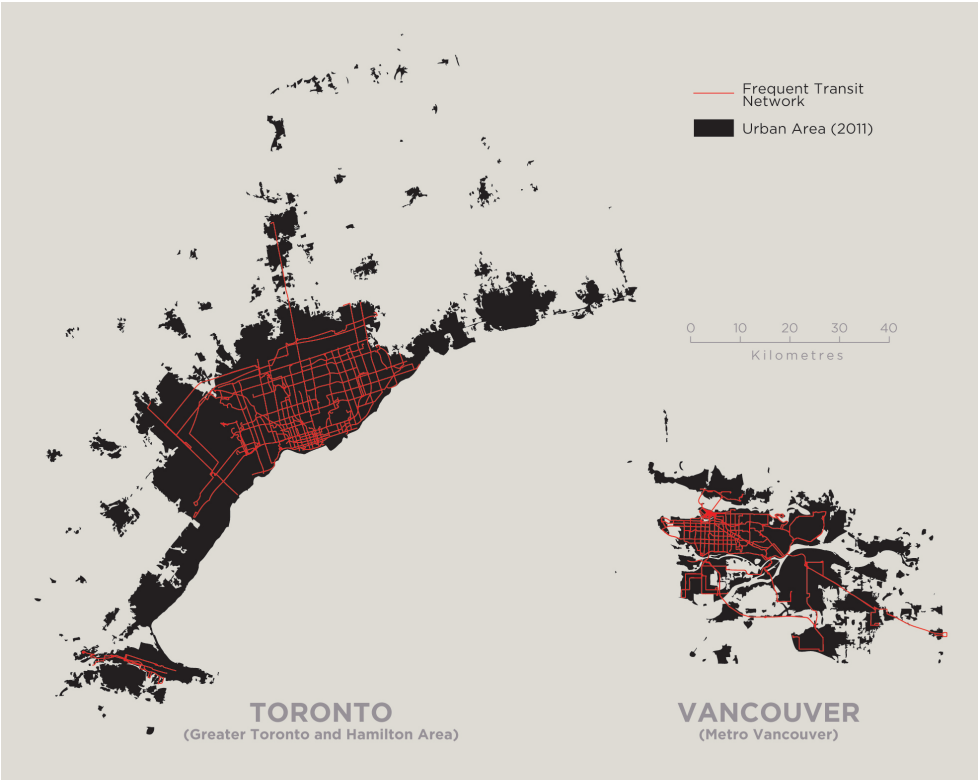 Frequent Transit
Network
Urban Area (2011)
0 10 20 30 40
Kilometres
TORONTO
(Greater Toronto and Hamilton Area)
VANCOUVER
(Metro Vancouver)